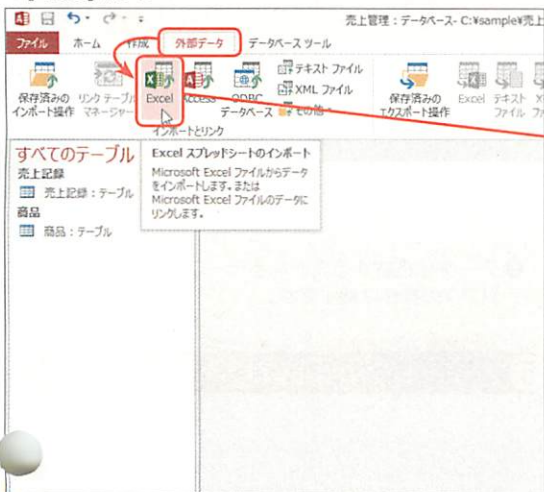 売上管理：データベース- C:¥sample¥売上
ファイル ホーム 作成 外部データ データベース ツール
保存済みの
インポート操作
リンク テーブル
マネージャー
Excel
Access
ODBC
データベース
テキスト ファイル
XML ファイル
その他
保存済みの
エクスポート操作
Excel
テキスト
ファイル
インポートとリンク
すべてのテーブル
売上記録
売上記録：テーブル
商品
商品：テーブル
Excel スプレッドシートのインポート
Microsoft Excel ファイルからデータ
をインポートします。または
Microsoft Excel ファイルのデータに
リンクします。